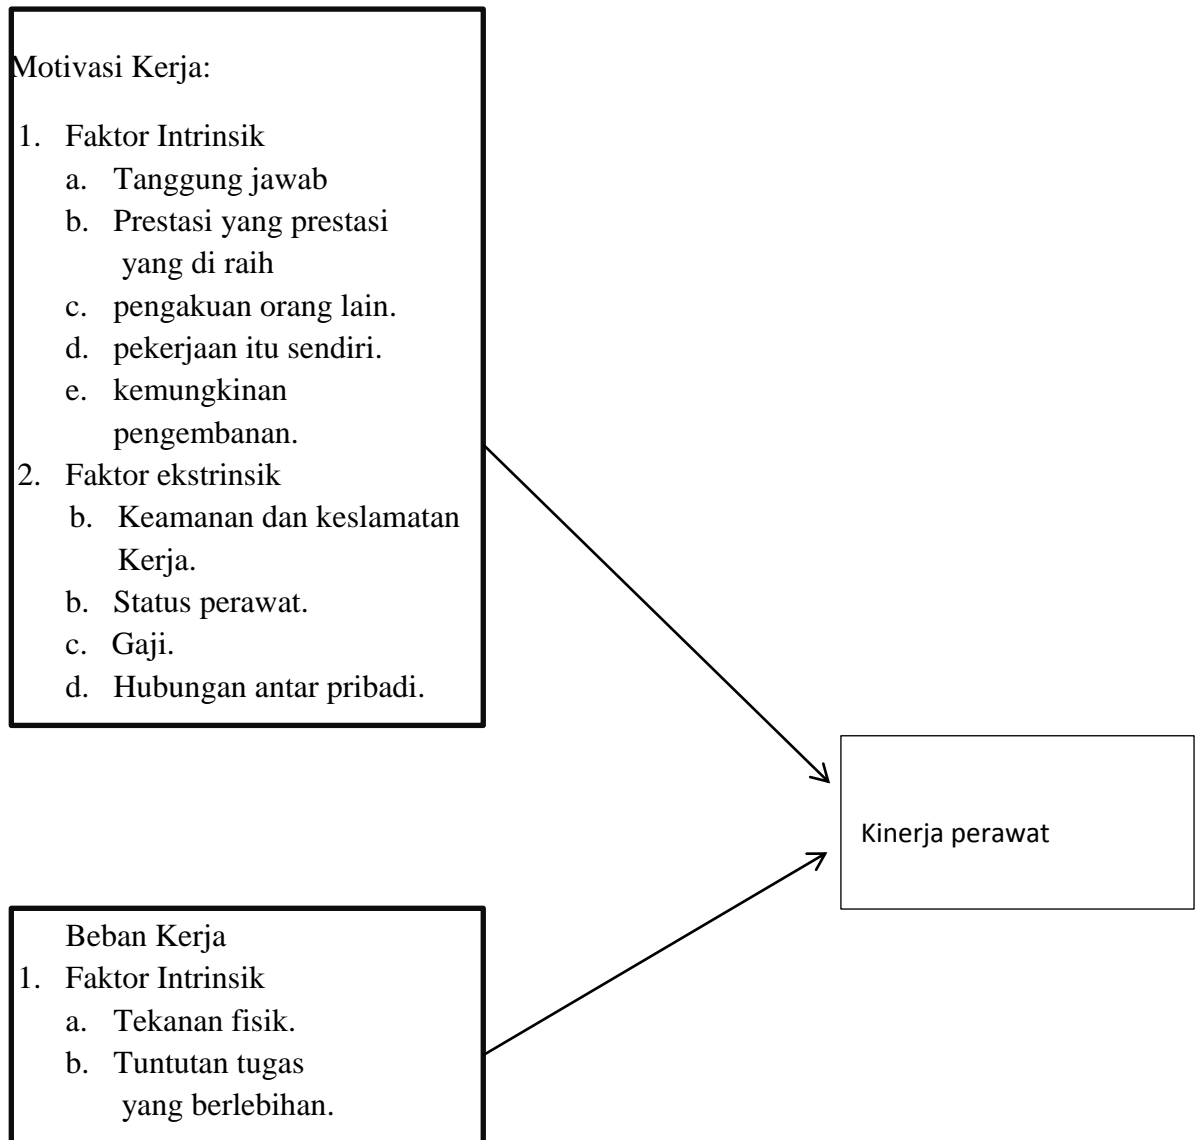 Motivasi Kerja:
1. Faktor Intrinsik
a. Tanggung jawab
b. Prestasi yang prestasi
yang di raih
c. pengakuan orang lain.
d. pekerjaan itu sendiri.
e. kemungkinan
pengembanan.
2. Faktor ekstrinsik
b. Keamanan dan keslamatan
Kerja.
b. Status perawat.
c. Gaji.
d. Hubungan antar pribadi.
Kinerja perawat
Beban Kerja
1. Faktor Intrinsik
a. Tekanan fisik.
b. Tuntutan tugas
yang berlebihan.